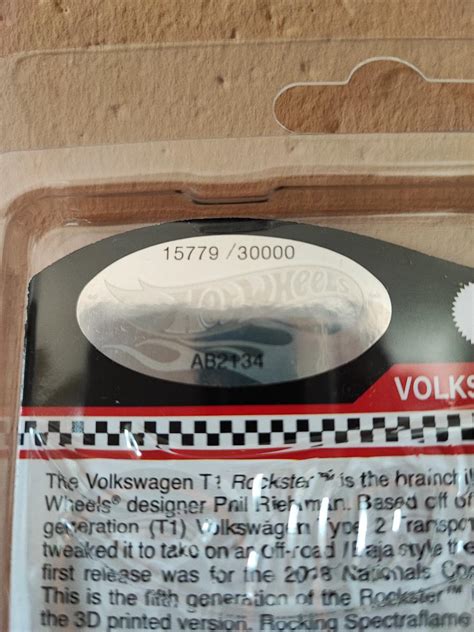 15779 /30000
Hot Wheels
AB2134
VOLKS
The Volkswagen T1 Rockster™ is the brainchil
Wheels® designer Phil Riehlman. Based off of
generation (T1) Volkswagen Type 2 Transpor
tweaked it to take on an off-road / Baja style the
first release was for the 2018 Nationals Con
This is the fifth generation of the Rockster™
the 3D printed version. Rocking Spectraflame